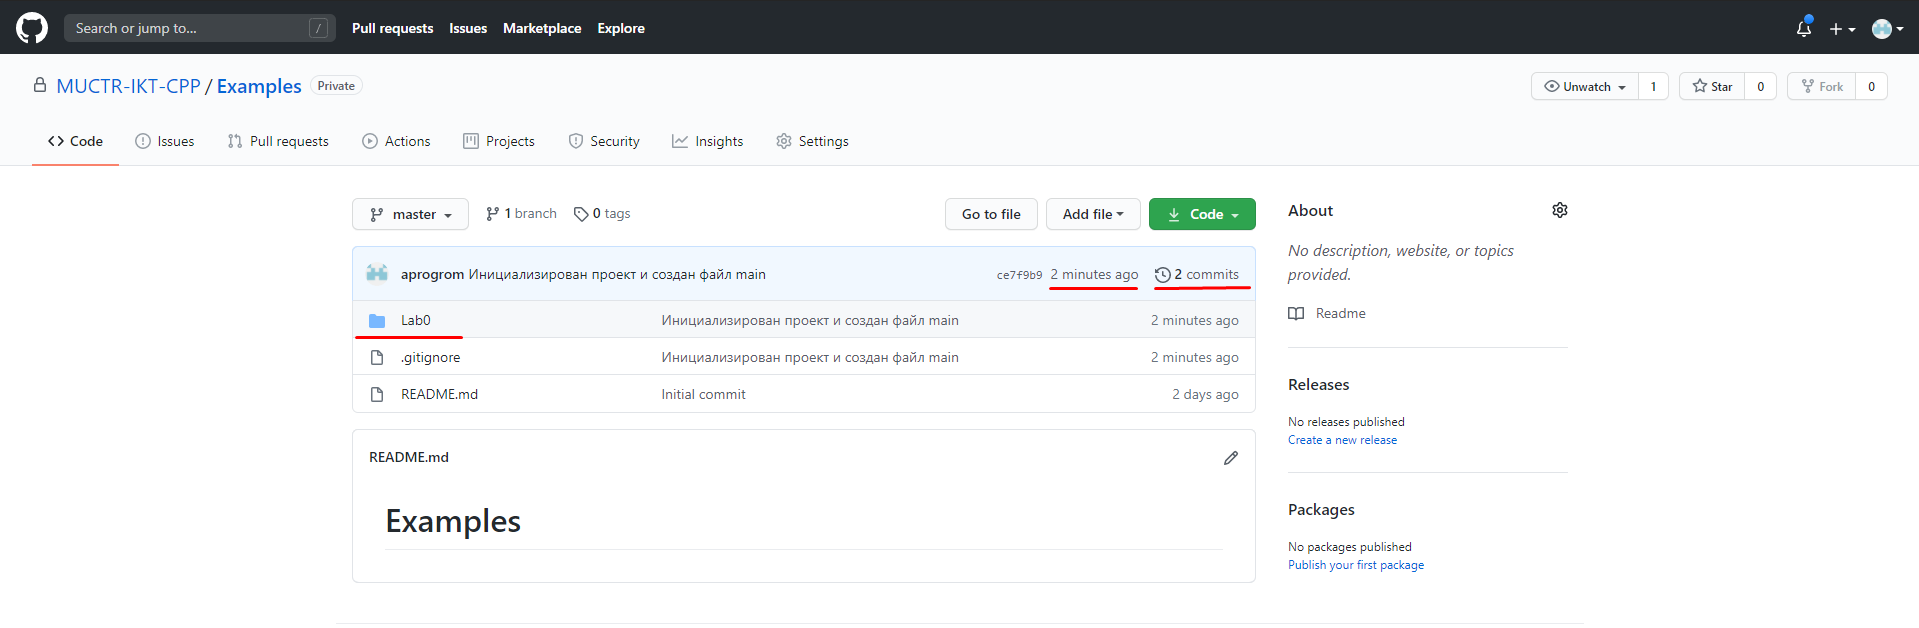 Search or jump to... / Pull requests Issues Marketplace Explore
MUCTR-IKT-CPP / Examples Private Unwatch 1 Star 0 Fork 0
Code Issues Pull requests Actions Projects Security Insights Settings
master 1 branch 0 tags Go to file Add file Code
aprogrom Инициализирован проект и создан файл main ce7f9b9 2 minutes ago 2 commits
Lab0 Инициализирован проект и создан файл main 2 minutes ago
.gitignore Инициализирован проект и создан файл main 2 minutes ago
README.md Initial commit 2 days ago
README.md
Examples
About
No description, website, or topics
provided.
Readme
Releases
No releases published
Create a new release
Packages
No packages published
Publish your first package